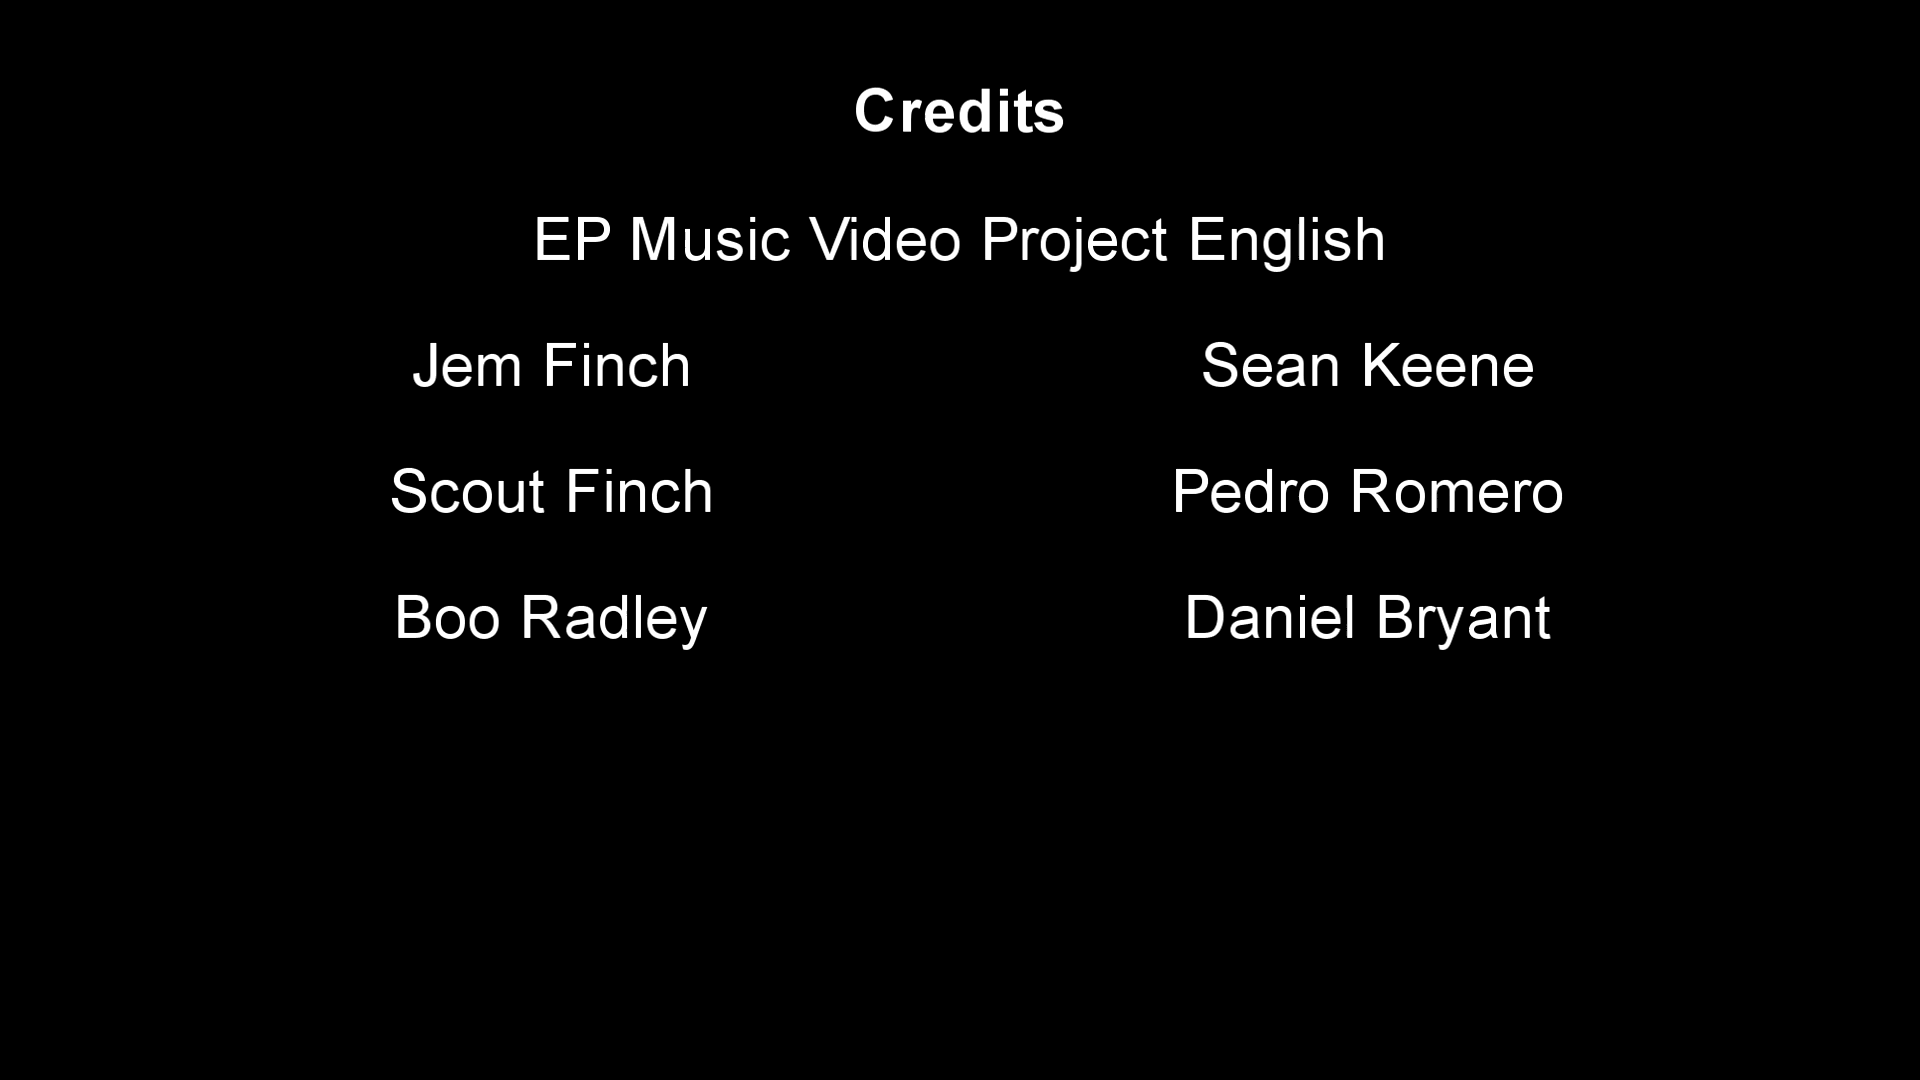 Credits
EP Music Video Project English
Jem Finch Sean Keene
Scout Finch Pedro Romero
Boo Radley Daniel Bryant